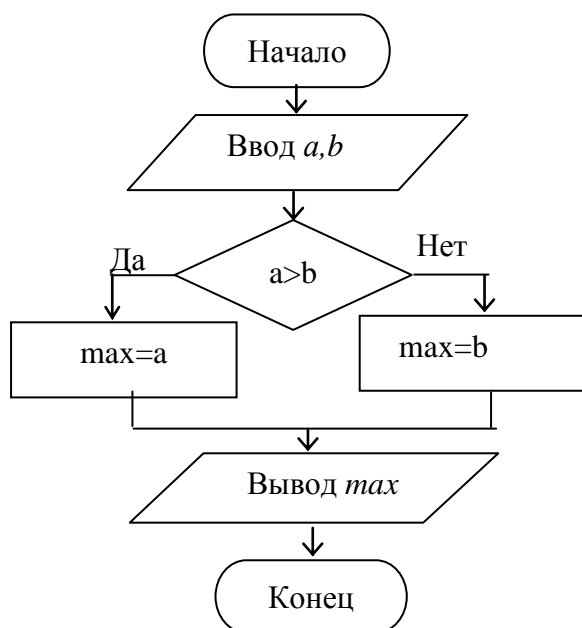 Начало
Ввод a,b
Да
Нет
a>b
max=a
max=b
Вывод max
Конец